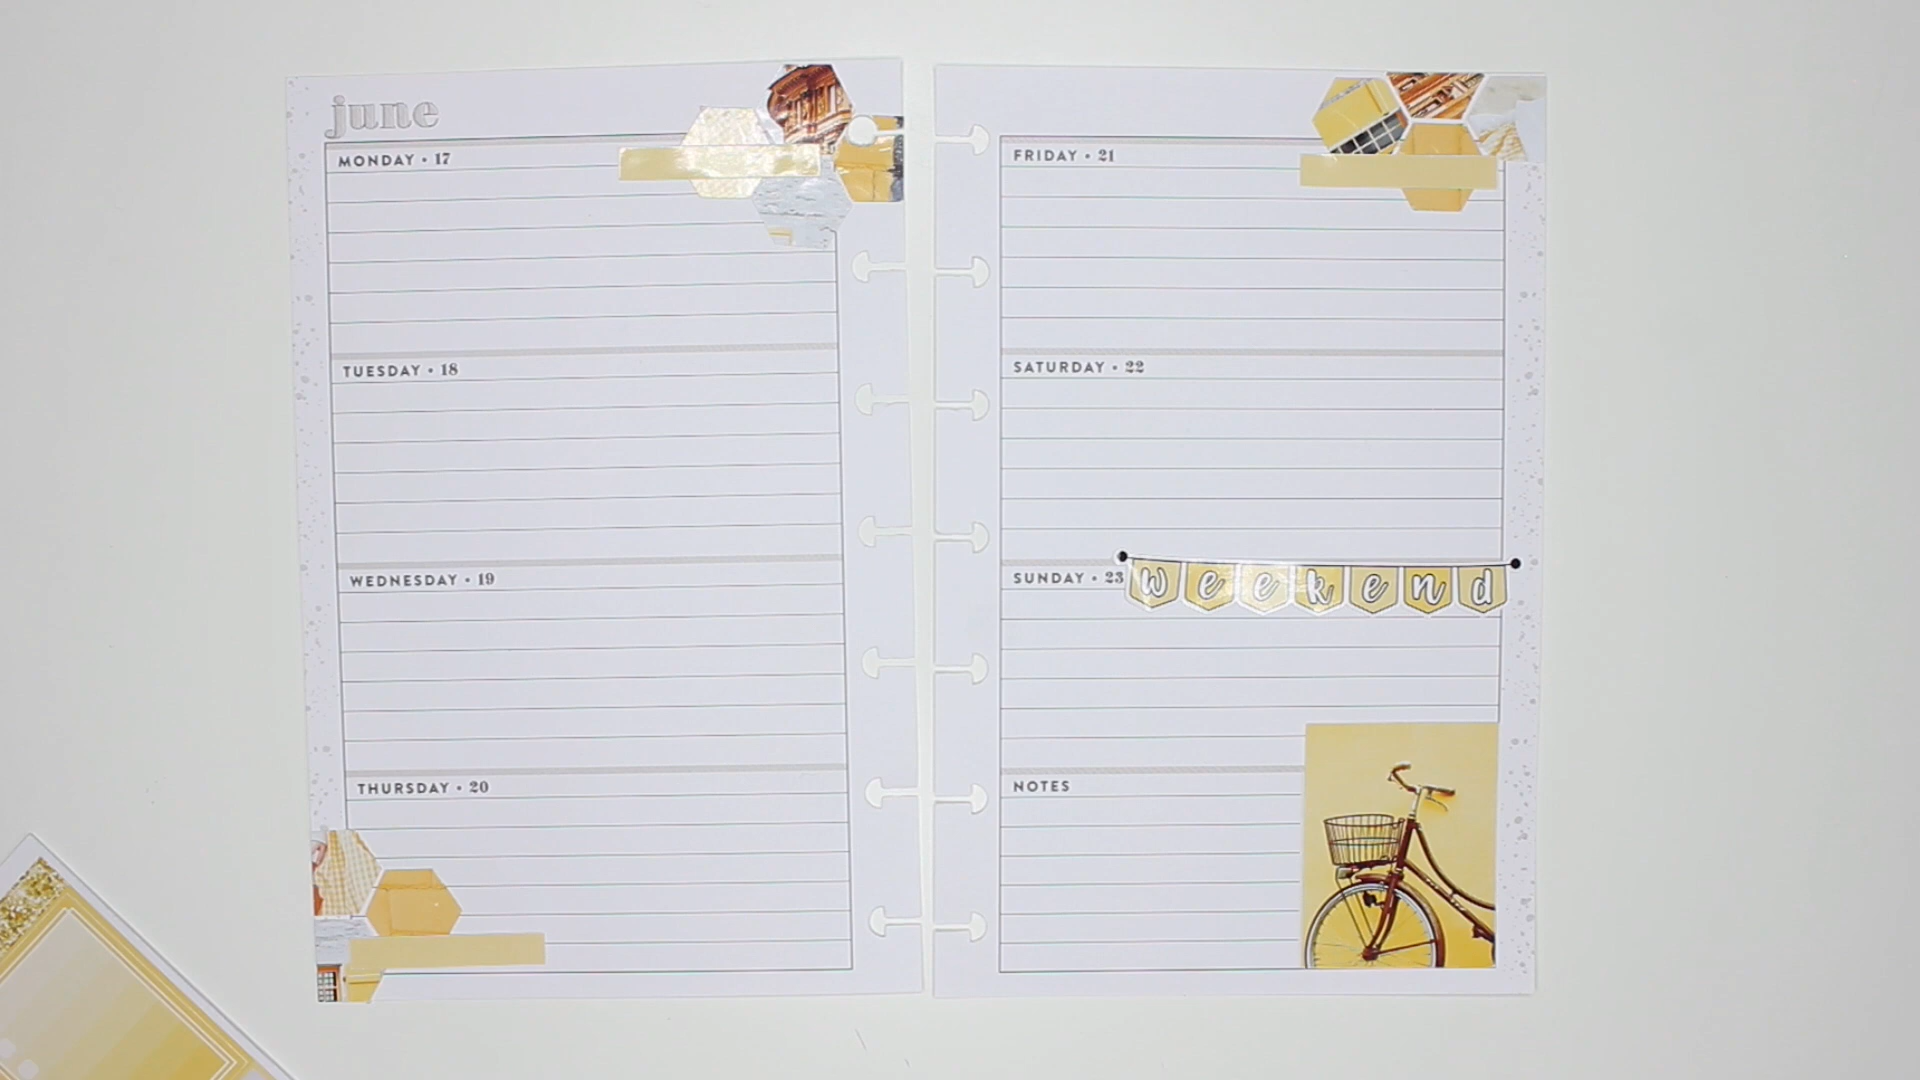 june
MONDAY • 17
TUESDAY • 18
WEDNESDAY • 19
THURSDAY • 20
FRIDAY • 21
SATURDAY • 22
SUNDAY • 23
weekend
NOTES